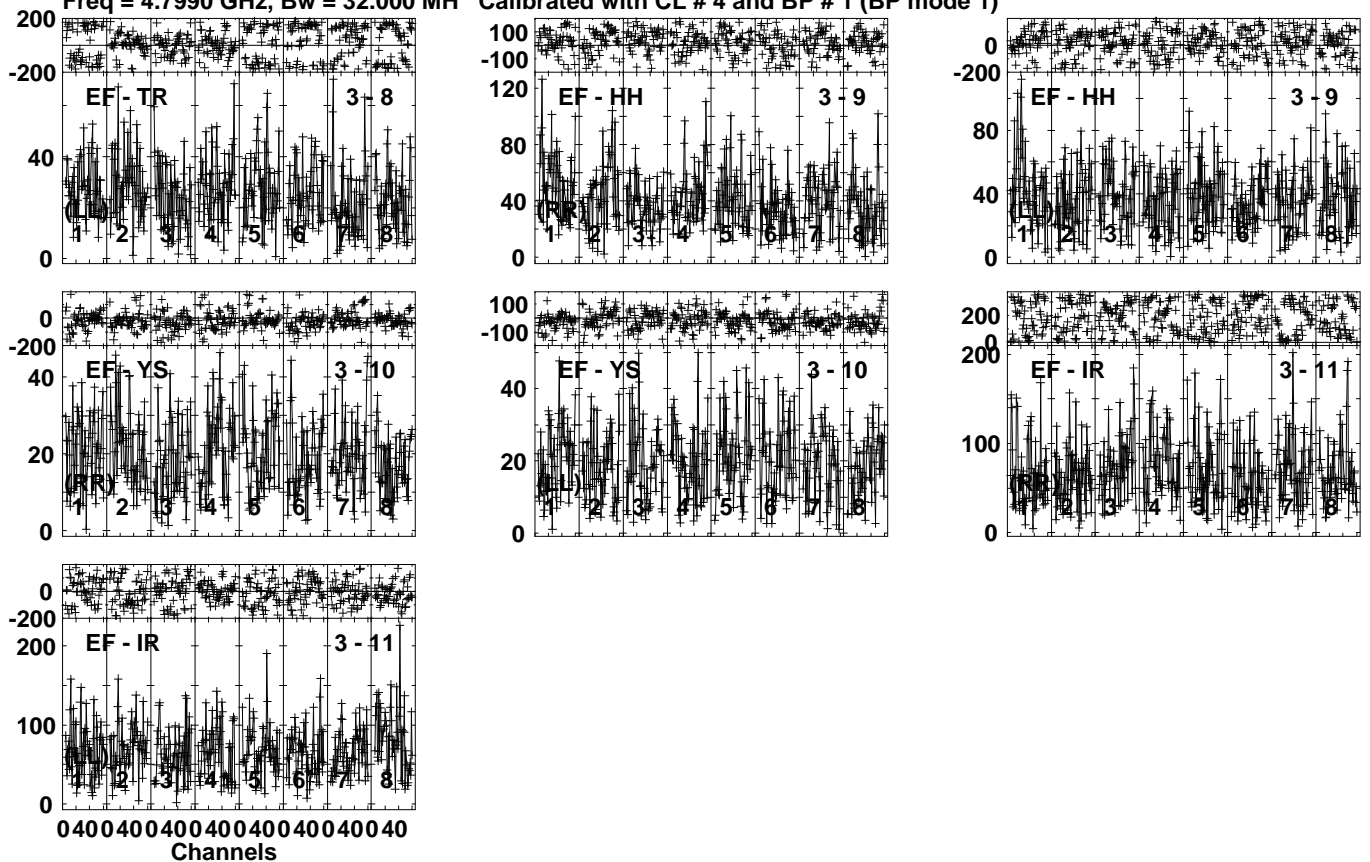 Freq = 4.7990 GHz, Bw = 32.000 MH Calibrated with CL # 4 and BP # 1 (BP mode 1)
200
-200
EF - TR 3 - 8
40
(LL)
1 2 3 4 5 6 7 8
0
100
-100
120
EF - HH 3 - 9
80
40
(RR)
1 2 3 4 5 6 7 8
0
0
-200
EF - HH 3 - 9
80
40
(LL)
1 2 3 4 5 6 7 8
0
0
-200
EF - YS 3 - 10
40
20
(RR)
1 2 3 4 5 6 7 8
0
100
-100
EF - YS 3 - 10
40
20
(LL)
1 2 3 4 5 6 7 8
0
200
0
200
EF - IR 3 - 11
100
(RR)
1 2 3 4 5 6 7 8
0
0
-200
200
EF - IR 3 - 11
100
(LL)
1 2 3 4 5 6 7 8
0
0 40 0 40 0 40 0 40 0 40 0 40 0 40 0 40
Channels